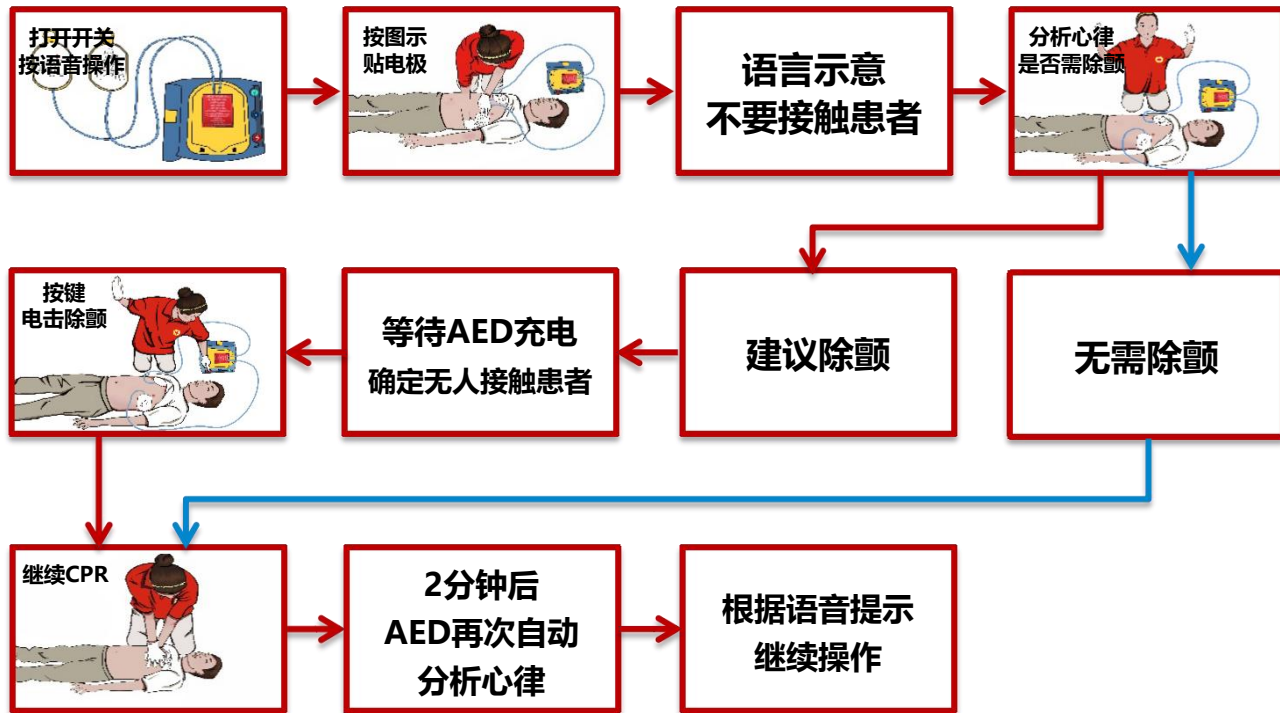 打开开关
按语音操作
按图示
贴电极
语言示意
不要接触患者
分析心律
是否需除颤
按键
电击除颤
等待AED充电
确定无人接触患者
建议除颤
无需除颤
继续CPR
2分钟后
AED再次自动
分析心律
根据语音提示
继续操作